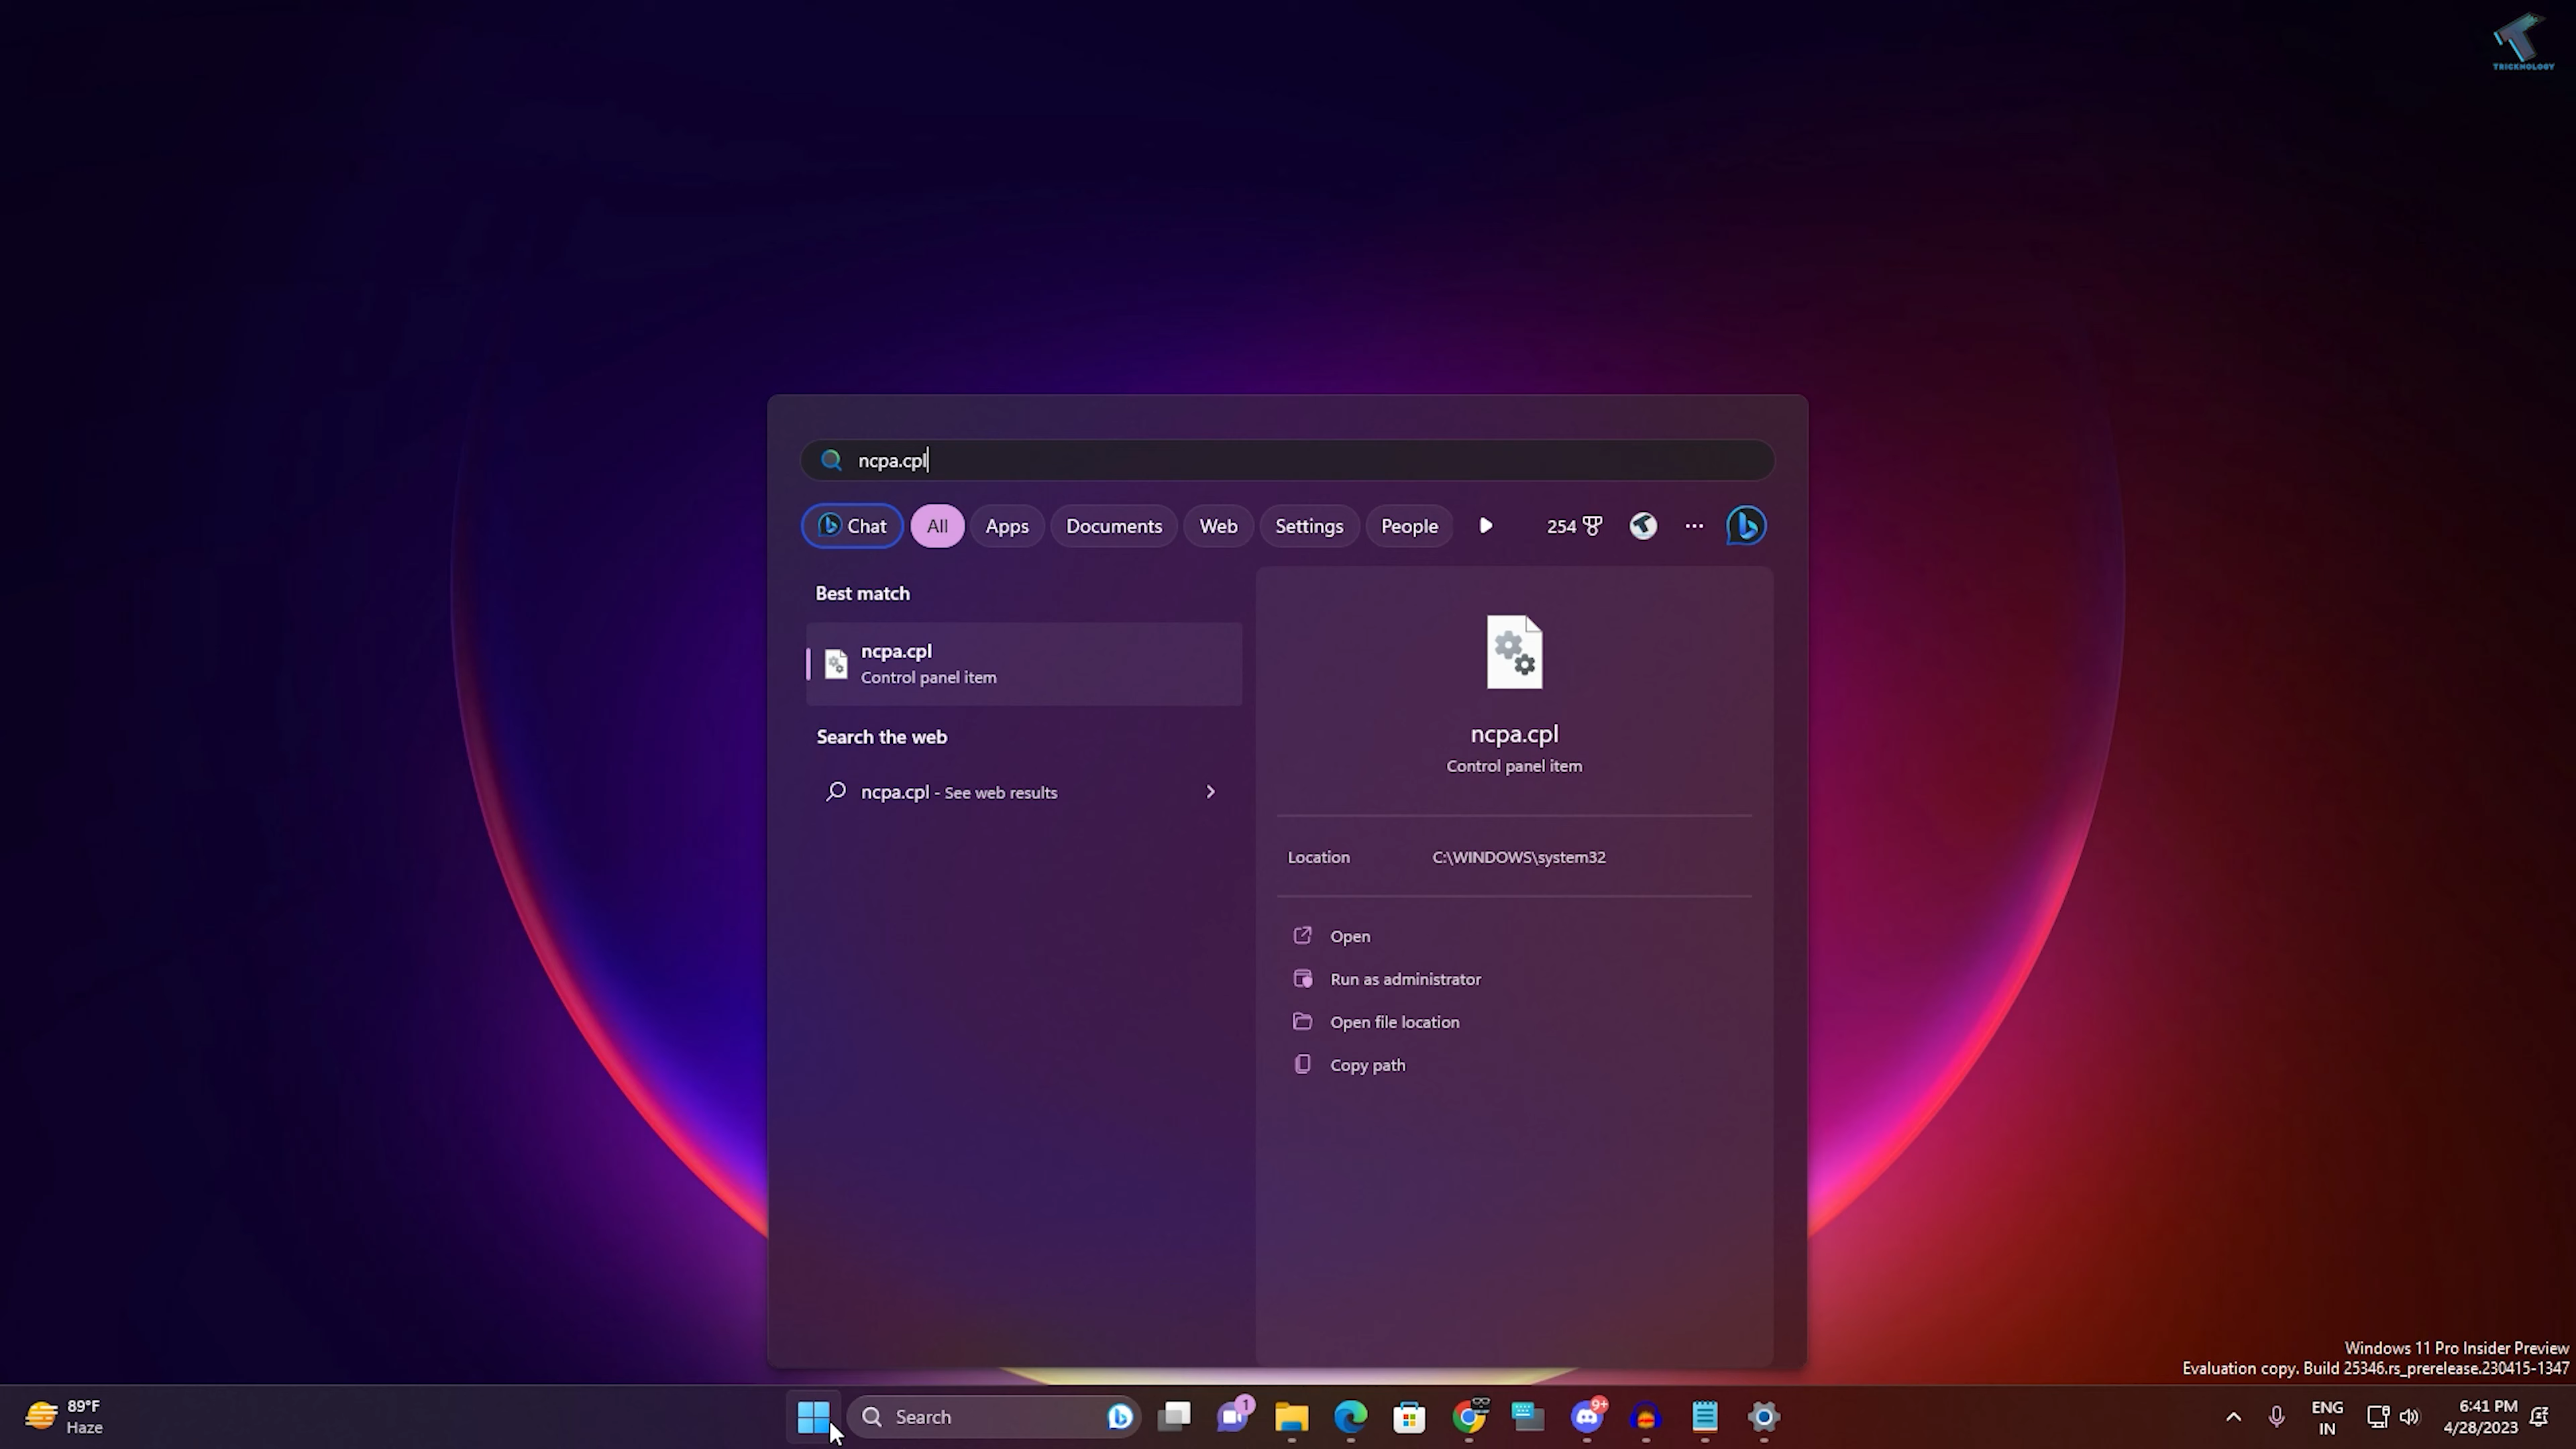 TRICKNOLOGY
ncpa.cpl
Chat All Apps Documents Web Settings People 254 ···
Best match
ncpa.cpl
Control panel item
Search the web
ncpa.cpl - See web results
ncpa.cpl
Control panel item
Location C:\WINDOWS\system32
Open
Run as administrator
Open file location
Copy path
Windows 11 Pro Insider Preview
Evaluation copy. Build 25346.rs_prerelease.230415-1347
89°F
Haze
Search
1
9+
ENG
IN
6:41 PM
4/28/2023